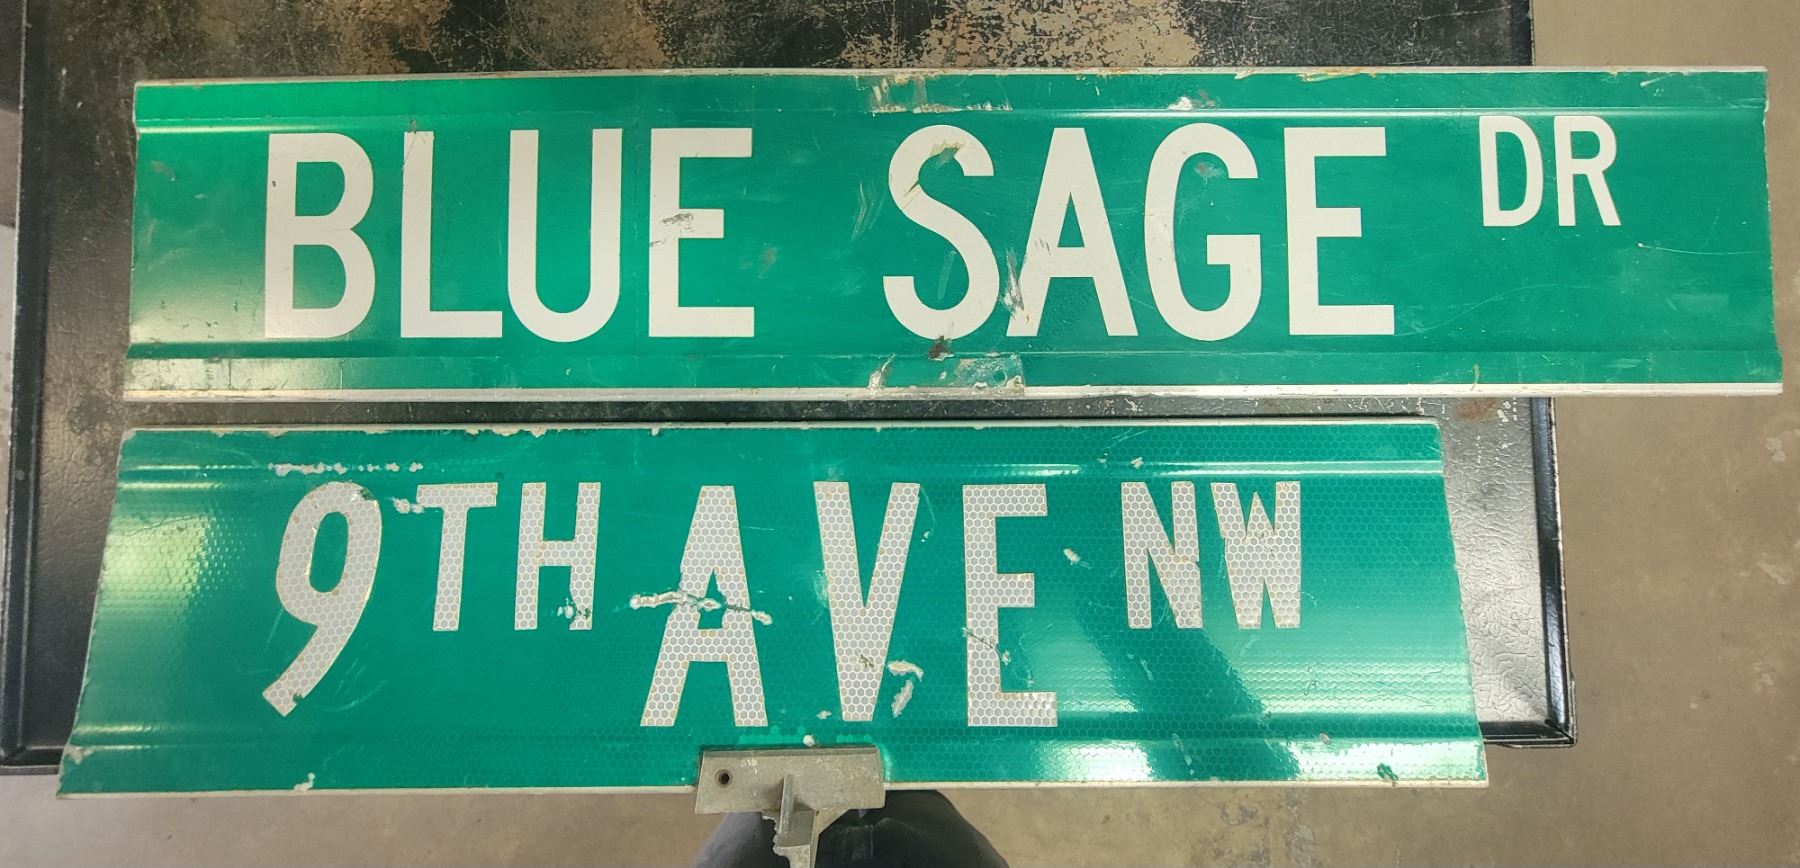 BLUE SAGE DR
9TH AVE NW